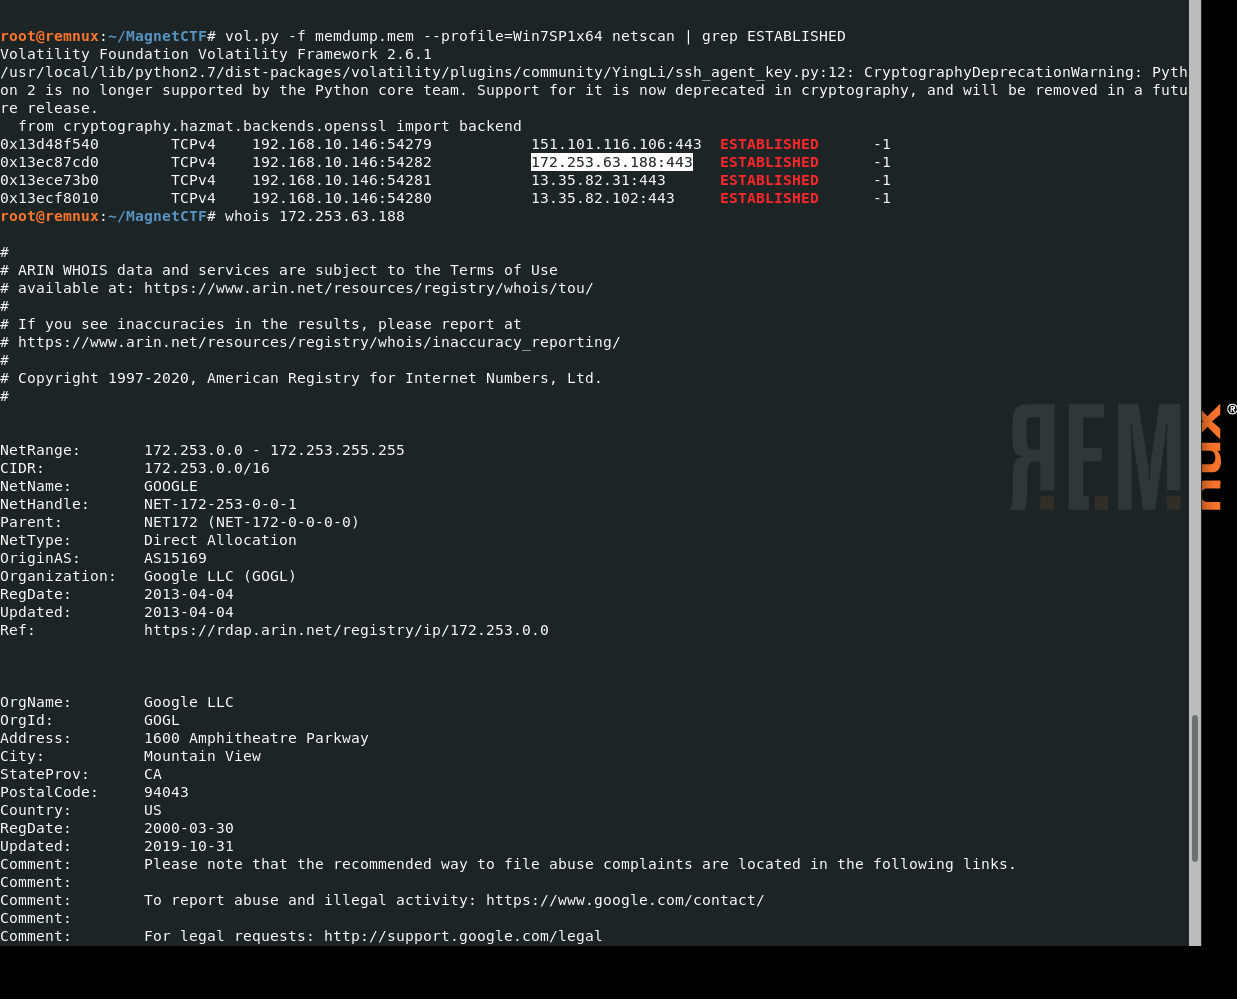 root@remnux:~/MagnetCTF# vol.py -f memdump.mem --profile=Win7SP1x64 netscan | grep ESTABLISHED
Volatility Foundation Volatility Framework 2.6.1
/usr/local/lib/python2.7/dist-packages/volatility/plugins/community/YingLi/ssh_agent_key.py:12: CryptographyDeprecationWarning: Pyth
on 2 is no longer supported by the Python core team. Support for it is now deprecated in cryptography, and will be removed in a futu
re release.
  from cryptography.hazmat.backends.openssl import backend
0x13d48f540        TCPv4    192.168.10.146:54279           151.101.116.106:443  ESTABLISHED      -1
0x13ec87cd0        TCPv4    192.168.10.146:54282           172.253.63.188:443   ESTABLISHED      -1
0x13ece73b0        TCPv4    192.168.10.146:54281           13.35.82.31:443      ESTABLISHED      -1
0x13ecf8010        TCPv4    192.168.10.146:54280           13.35.82.102:443     ESTABLISHED      -1
root@remnux:~/MagnetCTF# whois 172.253.63.188
#
# ARIN WHOIS data and services are subject to the Terms of Use
# available at: https://www.arin.net/resources/registry/whois/tou/
#
# If you see inaccuracies in the results, please report at
# https://www.arin.net/resources/registry/whois/inaccuracy_reporting/
#
# Copyright 1997-2020, American Registry for Internet Numbers, Ltd.
#
NetRange:       172.253.0.0 - 172.253.255.255
CIDR:           172.253.0.0/16
NetName:        GOOGLE
NetHandle:      NET-172-253-0-0-1
Parent:         NET172 (NET-172-0-0-0-0)
NetType:        Direct Allocation
OriginAS:       AS15169
Organization:   Google LLC (GOGL)
RegDate:        2013-04-04
Updated:        2013-04-04
Ref:            https://rdap.arin.net/registry/ip/172.253.0.0
OrgName:        Google LLC
OrgId:          GOGL
Address:        1600 Amphitheatre Parkway
City:           Mountain View
StateProv:      CA
PostalCode:     94043
Country:        US
RegDate:        2000-03-30
Updated:        2019-10-31
Comment:        Please note that the recommended way to file abuse complaints are located in the following links.
Comment:
Comment:        To report abuse and illegal activity: https://www.google.com/contact/
Comment:
Comment:        For legal requests: http://support.google.com/legal
REM
nux
®